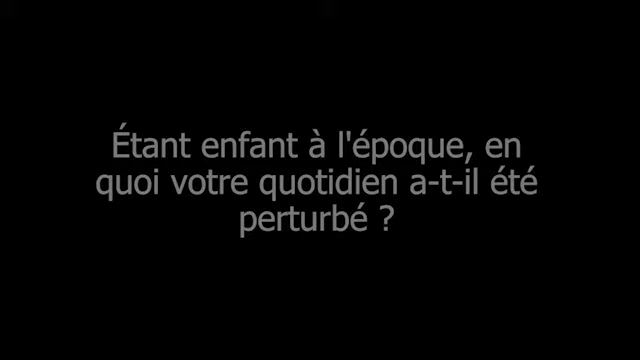 Étant enfant à l'époque, en
quoi votre quotidien a-t-il été
perturbé ?